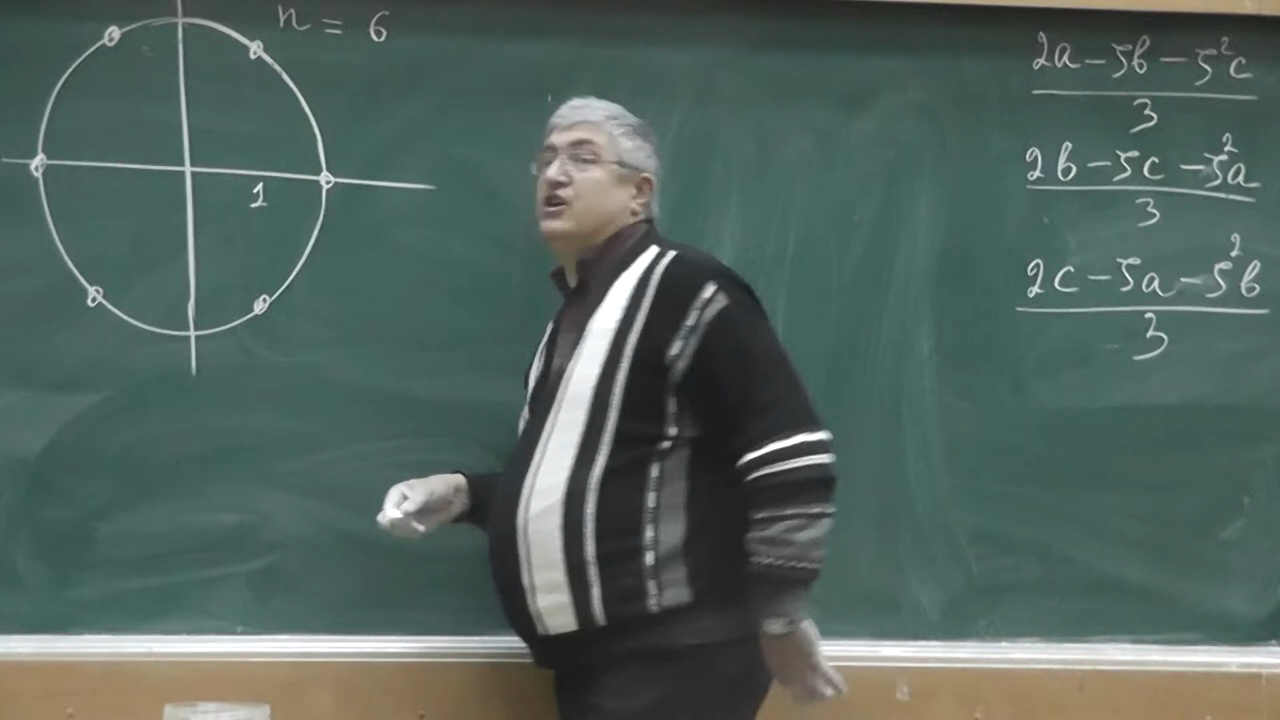 n = 6
1
2a - ζb - ζ²c
3
2b - ζc - ζ²a
3
2c - ζa - ζ²b
3